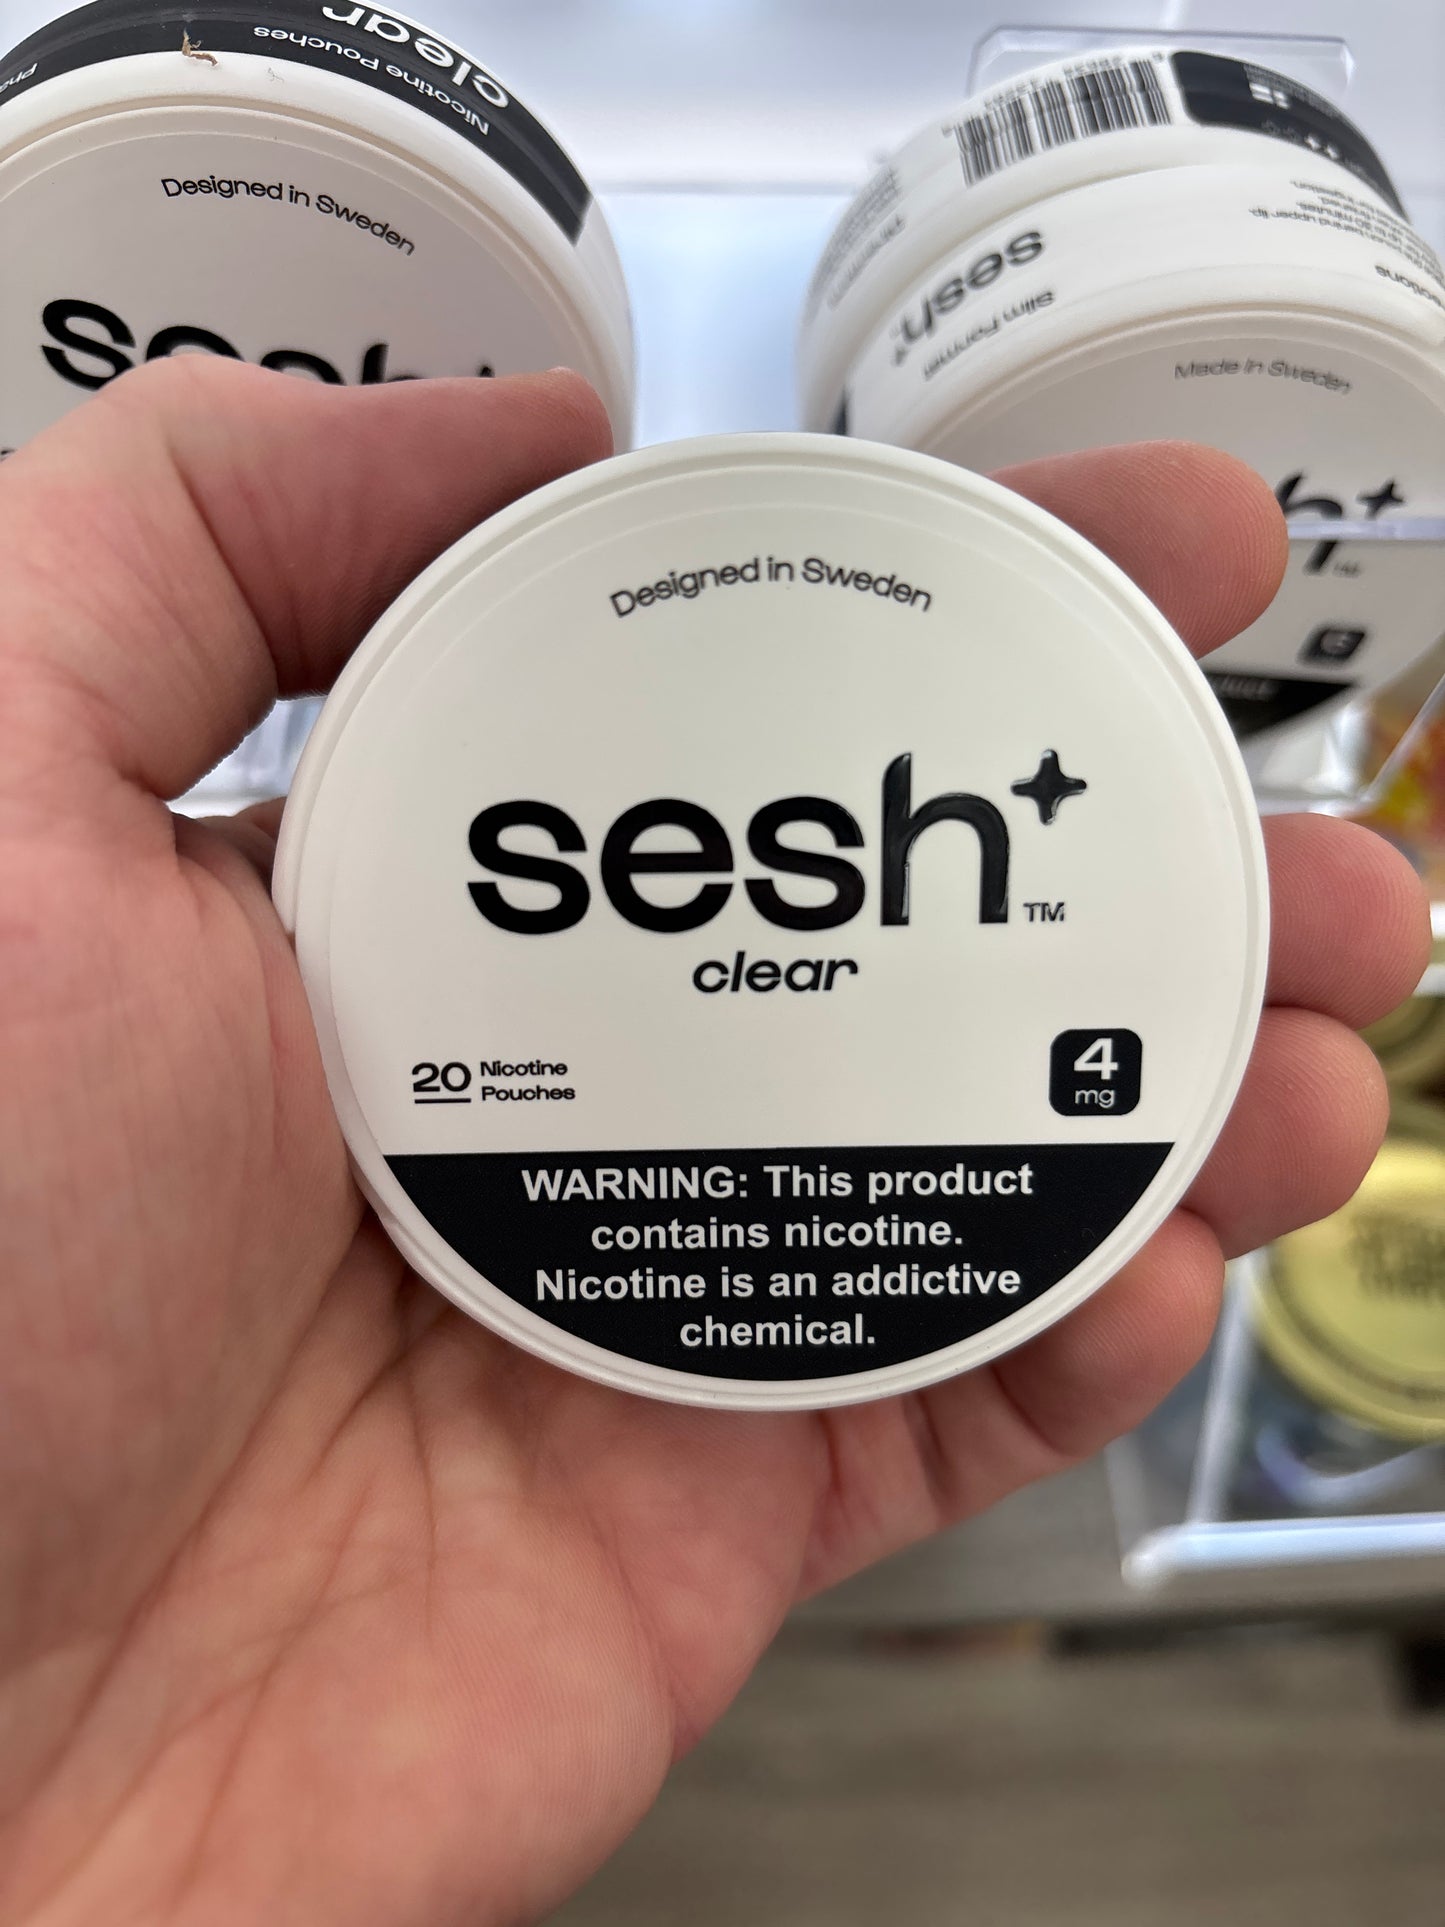 clear
Nicotine Pouches
Designed in Sweden
sesh+
sesh+
Slim Format
Made in Sweden
Designed in Sweden
sesh+™
clear
20 Nicotine
Pouches
4
mg
WARNING: This product
contains nicotine.
Nicotine is an addictive
chemical.